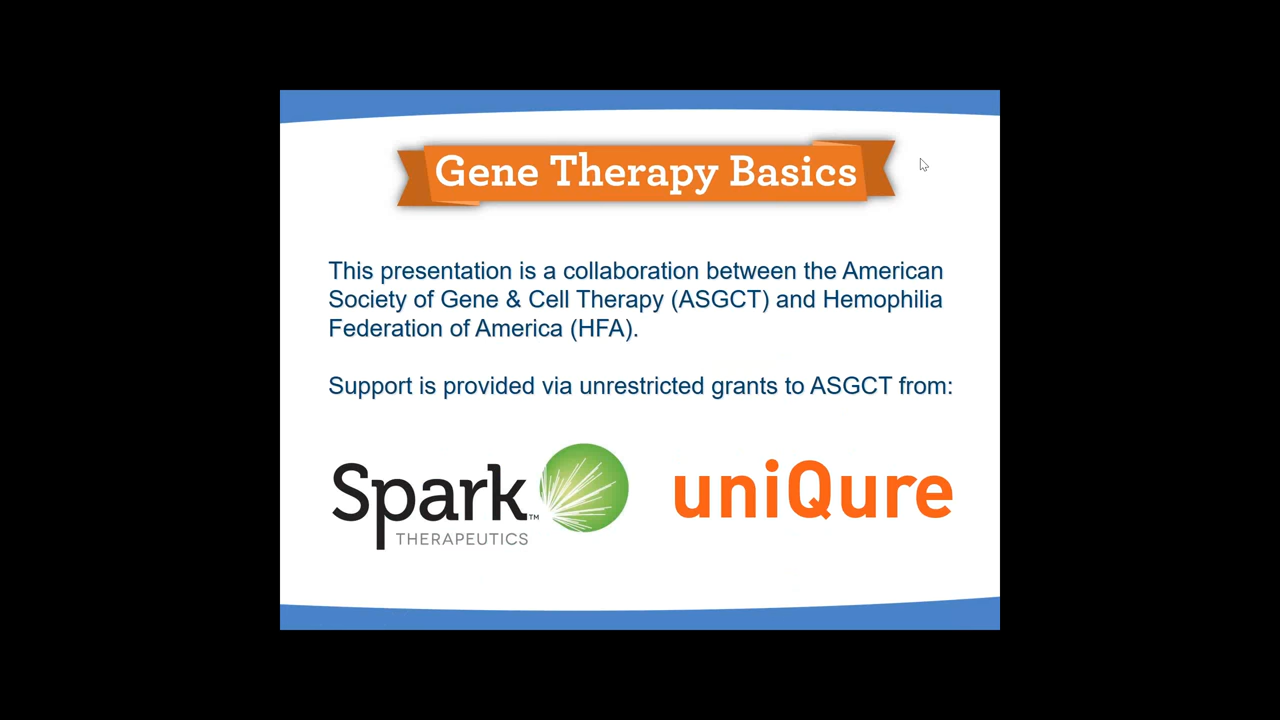 Gene Therapy Basics
This presentation is a collaboration between the American
Society of Gene & Cell Therapy (ASGCT) and Hemophilia
Federation of America (HFA).
Support is provided via unrestricted grants to ASGCT from:
Spark™
THERAPEUTICS
uniQure